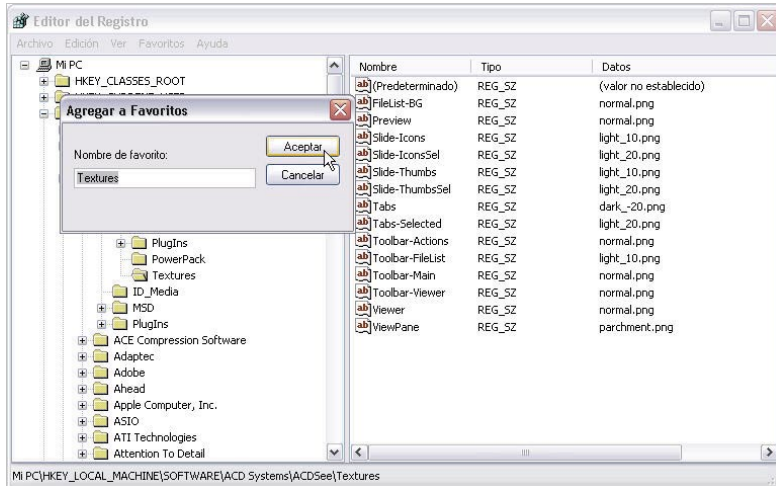 Editor del Registro
Archivo Edición Ver Favoritos Ayuda
Mi PC
HKEY_CLASSES_ROOT
Agregar a Favoritos
Nombre de favorito:
Textures
Aceptar
Cancelar
PlugIns
PowerPack
Textures
ID_Media
MSD
PlugIns
ACE Compression Software
Adaptec
Adobe
Ahead
Apple Computer, Inc.
ASIO
ATI Technologies
Attention To Detail
Nombre Tipo Datos
(Predeterminado) REG_SZ (valor no establecido)
FileList-BG REG_SZ normal.png
Preview REG_SZ normal.png
Slide-Icons REG_SZ light_10.png
Slide-IconsSel REG_SZ light_20.png
Slide-Thumbs REG_SZ light_10.png
Slide-ThumbsSel REG_SZ light_20.png
Tabs REG_SZ dark_-20.png
Tabs-Selected REG_SZ light_20.png
Toolbar-Actions REG_SZ normal.png
Toolbar-FileList REG_SZ light_10.png
Toolbar-Main REG_SZ normal.png
Toolbar-Viewer REG_SZ normal.png
Viewer REG_SZ normal.png
ViewPane REG_SZ parchment.png
Mi PC\HKEY_LOCAL_MACHINE\SOFTWARE\ACD Systems\ACDSee\Textures